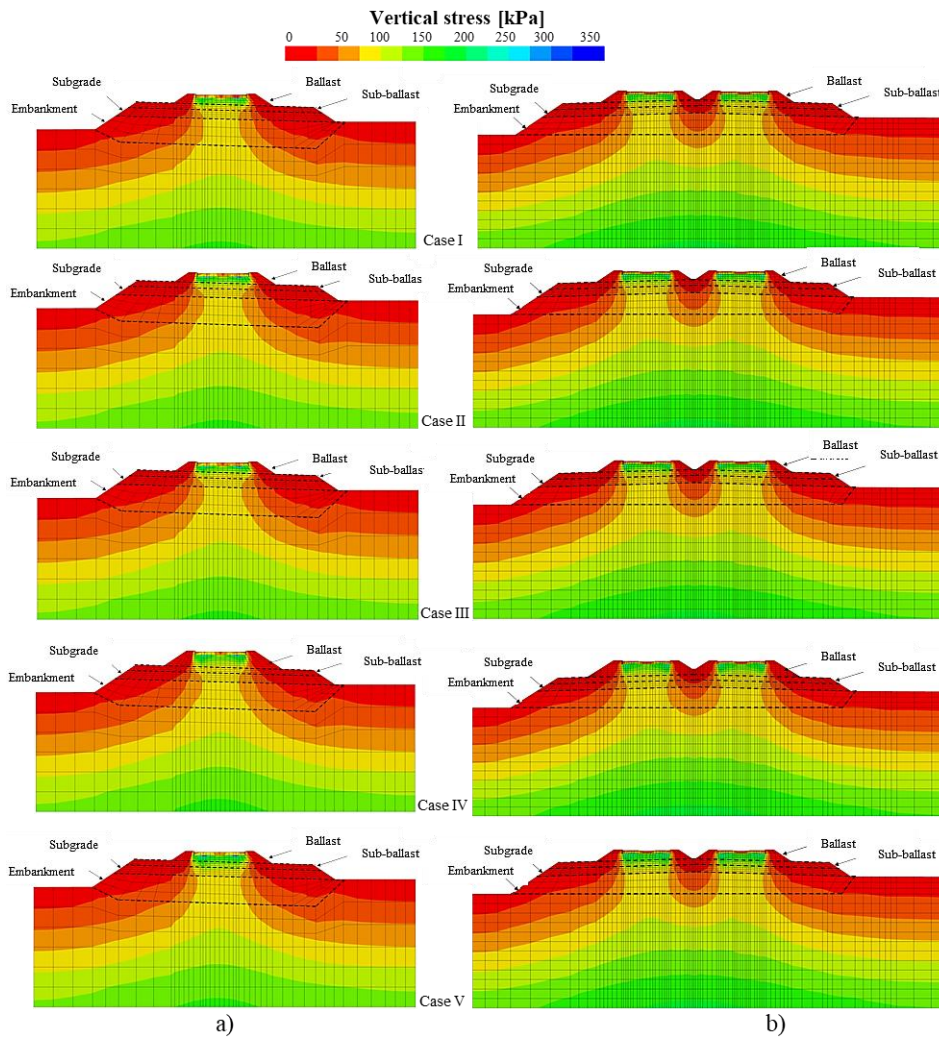 Vertical stress [kPa]
0 50 100 150 200 250 300 350
Subgrade
Ballast
Embankment
Sub-ballast
Subgrade
Ballast
Embankment
Sub-ballast
Case I
Subgrade
Ballast
Embankment
Sub-ballas
Subgrade
Ballast
Embankment
Sub-ballast
Case II
Subgrade
Ballast
Embankment
Sub-ballast
Subgrade
Ballast
Embankment
Sub-ballast
Case III
Subgrade
Ballast
Embankment
Sub-ballast
Subgrade
Ballast
Embankment
Sub-ballast
Case IV
Subgrade
Ballast
Embankment
Sub-ballast
Subgrade
Ballast
Embankment
Sub-ballast
Case V
a)
b)